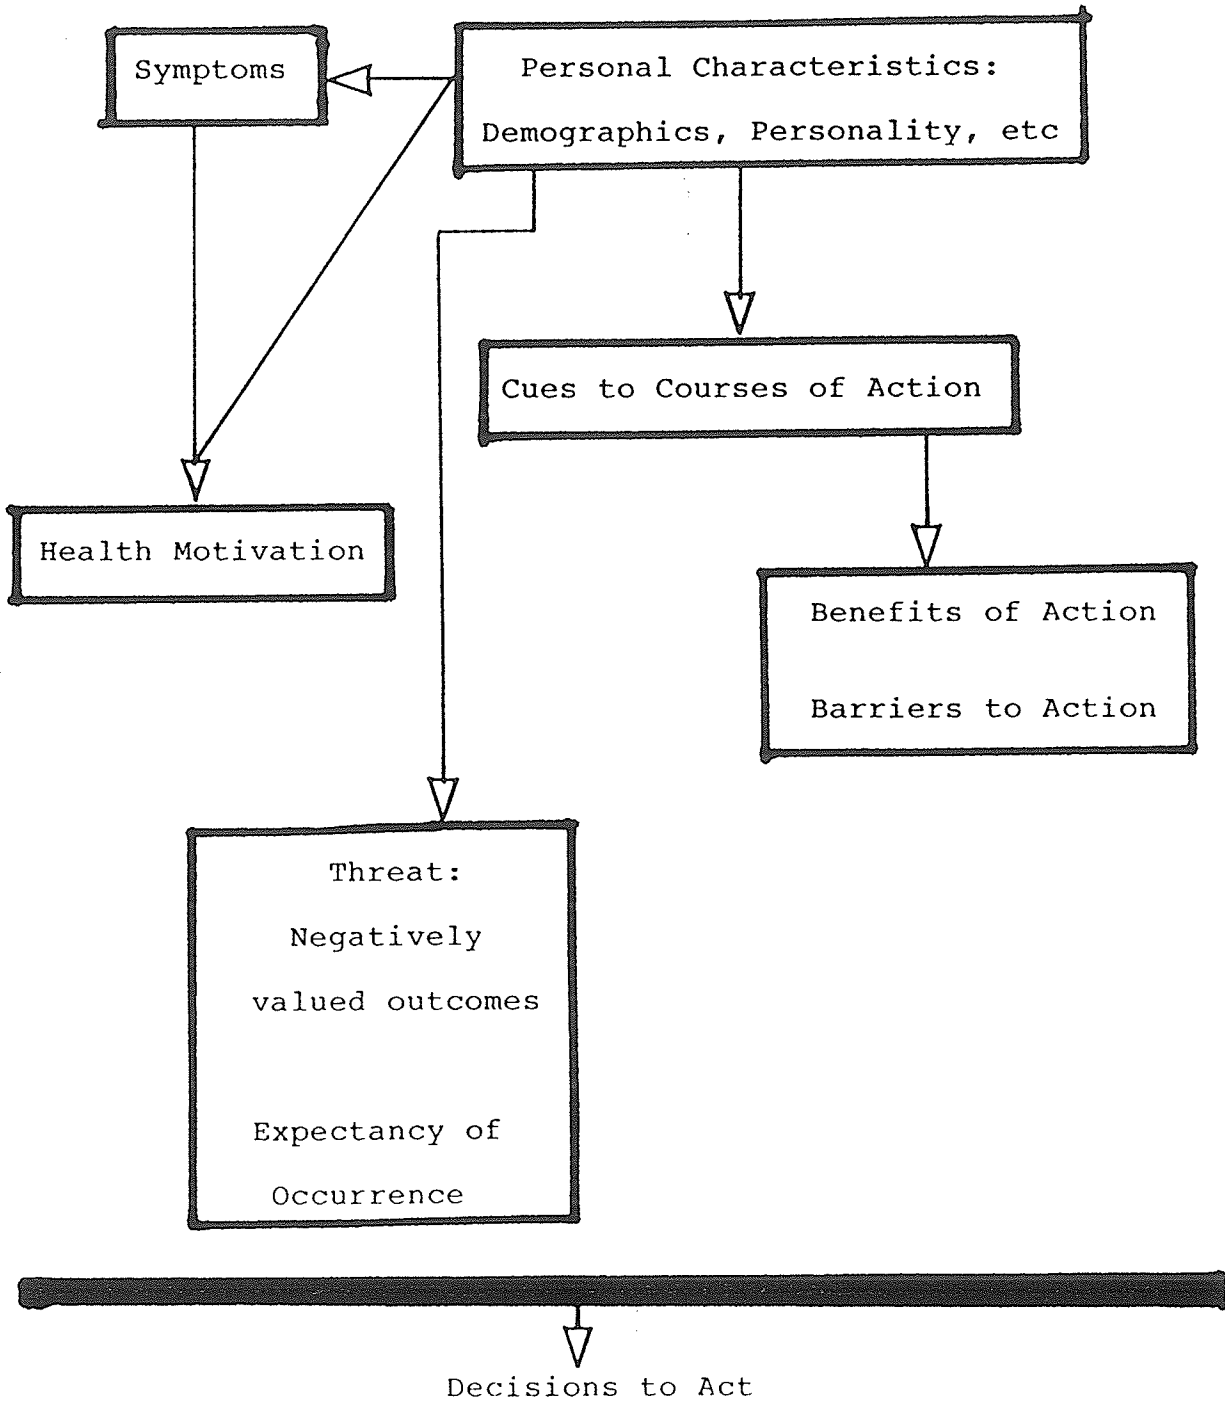 Symptoms
Personal Characteristics:
Demographics, Personality, etc
Cues to Courses of Action
Health Motivation
Benefits of Action
Barriers to Action
Threat:
Negatively
valued outcomes
Expectancy of
Occurrence
Decisions to Act